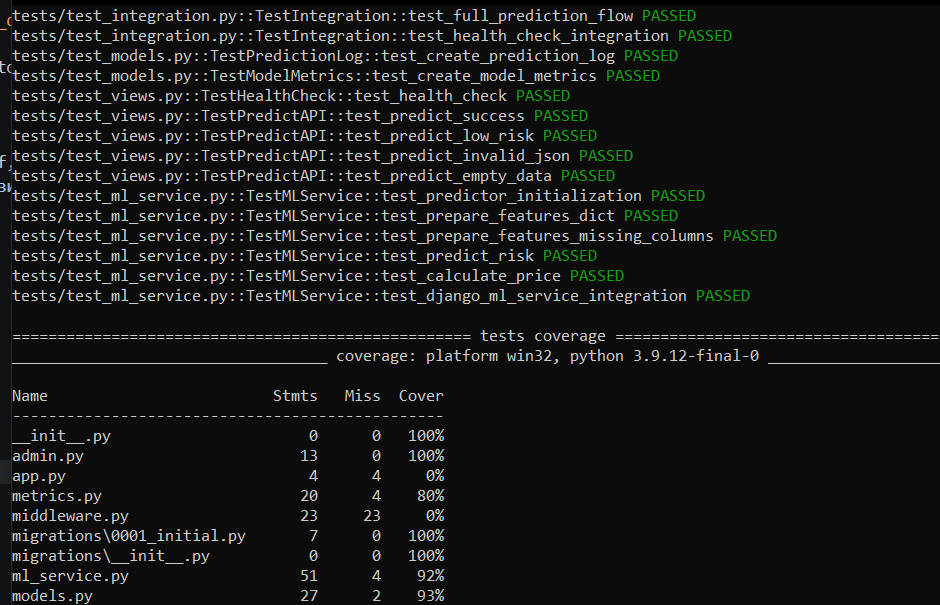 tests/test_integration.py::TestIntegration::test_full_prediction_flow PASSED
tests/test_integration.py::TestIntegration::test_health_check_integration PASSED
tests/test_models.py::TestPredictionLog::test_create_prediction_log PASSED
tests/test_models.py::TestModelMetrics::test_create_model_metrics PASSED
tests/test_views.py::TestHealthCheck::test_health_check PASSED
tests/test_views.py::TestPredictAPI::test_predict_success PASSED
tests/test_views.py::TestPredictAPI::test_predict_low_risk PASSED
tests/test_views.py::TestPredictAPI::test_predict_invalid_json PASSED
tests/test_views.py::TestPredictAPI::test_predict_empty_data PASSED
tests/test_ml_service.py::TestMLService::test_predictor_initialization PASSED
tests/test_ml_service.py::TestMLService::test_prepare_features_dict PASSED
tests/test_ml_service.py::TestMLService::test_prepare_features_missing_columns PASSED
tests/test_ml_service.py::TestMLService::test_predict_risk PASSED
tests/test_ml_service.py::TestMLService::test_calculate_price PASSED
tests/test_ml_service.py::TestMLService::test_django_ml_service_integration PASSED
=================================================== tests coverage ====================================
___________________________________ coverage: platform win32, python 3.9.12-final-0 ___________________
Name                         Stmts   Miss  Cover
------------------------------------------------
__init__.py                      0      0   100%
admin.py                        13      0   100%
app.py                           4      4     0%
metrics.py                      20      4    80%
middleware.py                   23     23     0%
migrations\0001_initial.py       7      0   100%
migrations\__init__.py           0      0   100%
ml_service.py                   51      4    92%
models.py                       27      2    93%